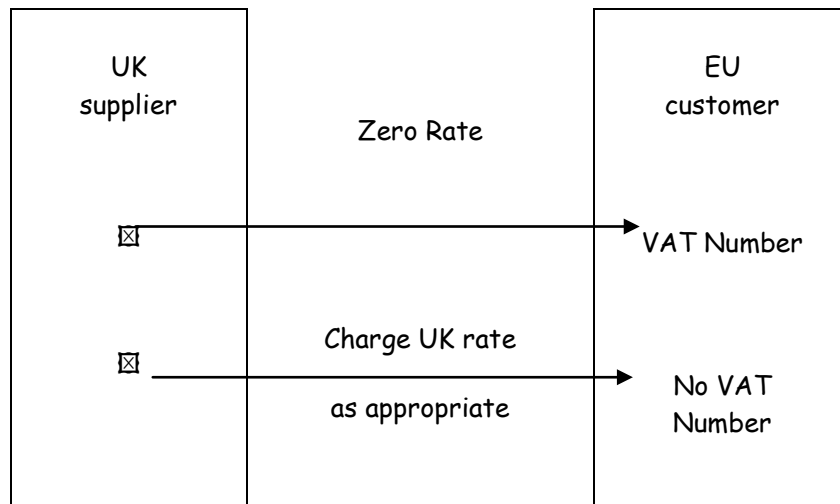 UK
supplier
EU
customer
Zero Rate
VAT Number
Charge UK rate
as appropriate
No VAT
Number